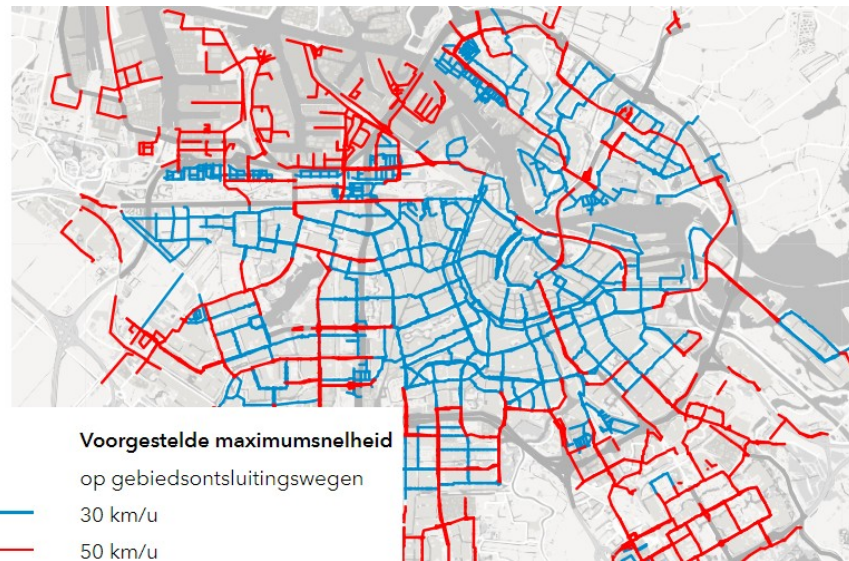 Voorgestelde maximumsnelheid
op gebiedsontsluitingswegen
30 km/u
50 km/u